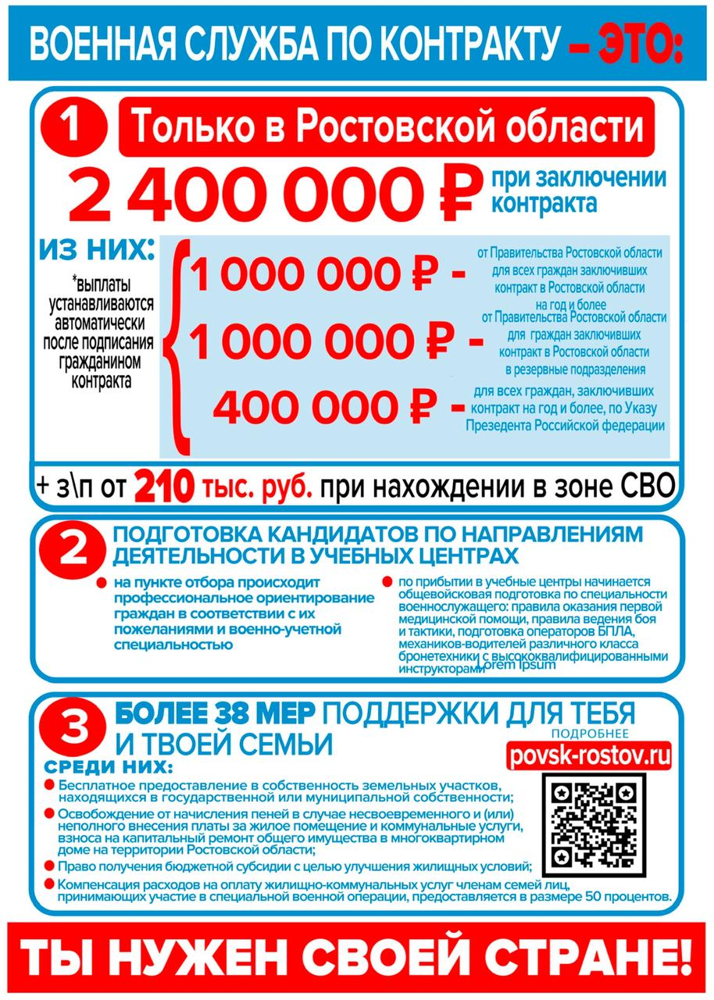 ВОЕННАЯ СЛУЖБА ПО КОНТРАКТУ – ЭТО:
1 Только в Ростовской области
2 400 000 ₽ при заключении
контракта
из них:
*выплаты
устанавливаются
автоматически
после подписания
гражданином
контракта
1 000 000 ₽ -
от Правительства Ростовской области
для всех граждан заключивших
контракт в Ростовской области
на год и более
1 000 000 ₽ -
от Правительства Ростовской области
для граждан заключивших
контракт в Ростовской области
в резервные подразделения
400 000 ₽ -
для всех граждан, заключивших
контракт на год и более, по Указу
Презедента Российской федерации
+ з\п от 210 тыс. руб. при нахождении в зоне СВО
2 ПОДГОТОВКА КАНДИДАТОВ ПО НАПРАВЛЕНИЯМ
ДЕЯТЕЛЬНОСТИ В УЧЕБНЫХ ЦЕНТРАХ
на пункте отбора происходит
профессиональное ориентирование
граждан в соответствии с их
пожеланиями и военно-учетной
специальностью
по прибытии в учебные центры начинается
общевойсковая подготовка по специальности
военнослужащего: правила оказания первой
медицинской помощи, правила ведения боя
и тактики, подготовка операторов БПЛА,
механиков-водителей различного класса
бронетехники с высококвалифицированными
инструкторами
Lorem Ipsum
3 БОЛЕЕ 38 МЕР ПОДДЕРЖКИ ДЛЯ ТЕБЯ
И ТВОЕЙ СЕМЬИ
ПОДРОБНЕЕ
povsk-rostov.ru
СРЕДИ НИХ:
Бесплатное предоставление в собственность земельных участков,
находящихся в государственной или муниципальной собственности;
Освобождение от начисления пеней в случае несвоевременного и (или)
неполного внесения платы за жилое помещение и коммунальные услуги,
взноса на капитальный ремонт общего имущества в многоквартирном
доме на территории Ростовской области;
Право получения бюджетной субсидии с целью улучшения жилищных условий;
Компенсация расходов на оплату жилищно-коммунальных услуг членам семей лиц,
принимающих участие в специальной военной операции, предоставляется в размере 50 процентов.
ТЫ НУЖЕН СВОЕЙ СТРАНЕ!